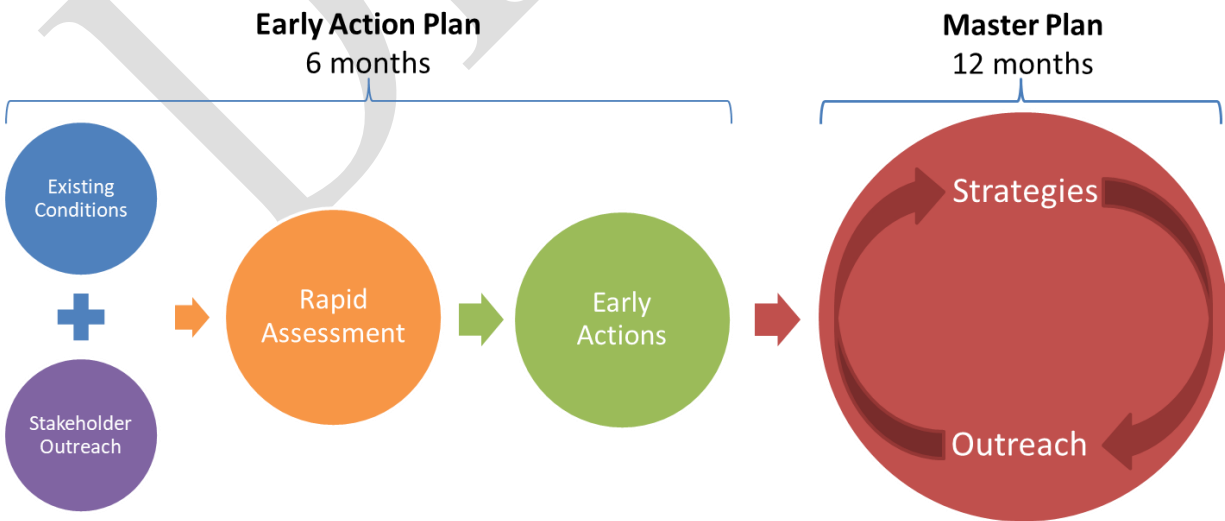 Early Action Plan
6 months
Master Plan
12 months
Existing
Conditions
Stakeholder
Outreach
Rapid
Assessment
Early
Actions
Strategies
Outreach